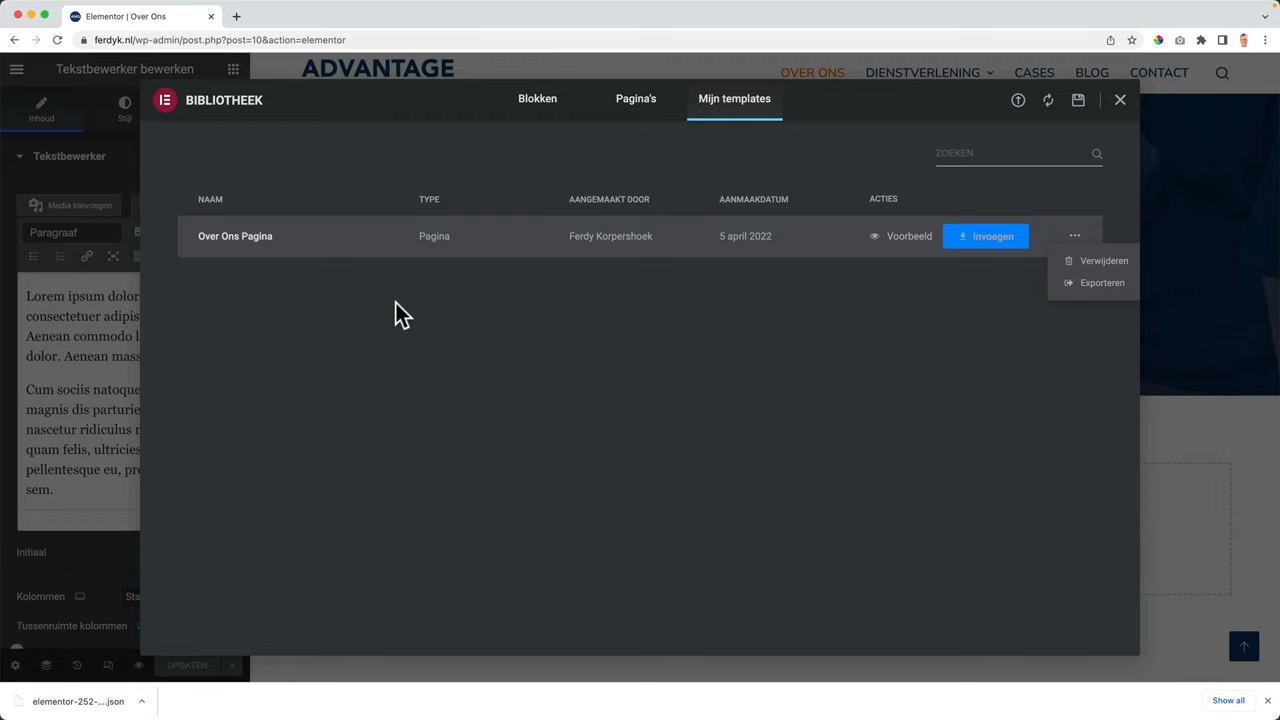 Elementor | Over Ons
ferdyk.nl/wp-admin/post.php?post=10&action=elementor
Tekstbewerker bewerken
ADVANTAGE
OVER ONS
DIENSTVERLENING
CASES
BLOG
CONTACT
Inhoud
Stijl
BIBLIOTHEEK
Blokken
Pagina's
Mijn templates
Tekstbewerker
ZOEKEN
Media toevoegen
Paragraaf
NAAM
TYPE
AANGEMAAKT DOOR
AANMAAKDATUM
ACTIES
Over Ons Pagina
Pagina
Ferdy Korpershoek
5 april 2022
Voorbeeld
Invoegen
Verwijderen
Exporteren
Lorem ipsum dolor
consectetuer adipis
Aenean commodo l
dolor. Aenean mass
Cum sociis natoque
magnis dis parturie
nascetur ridiculus n
quam felis, ultricies
pellentesque eu, pre
sem.
Initiaal
Kolommen
Sta
Tussenruimte kolommen
UPDATEN
elementor-252-....json
Show all